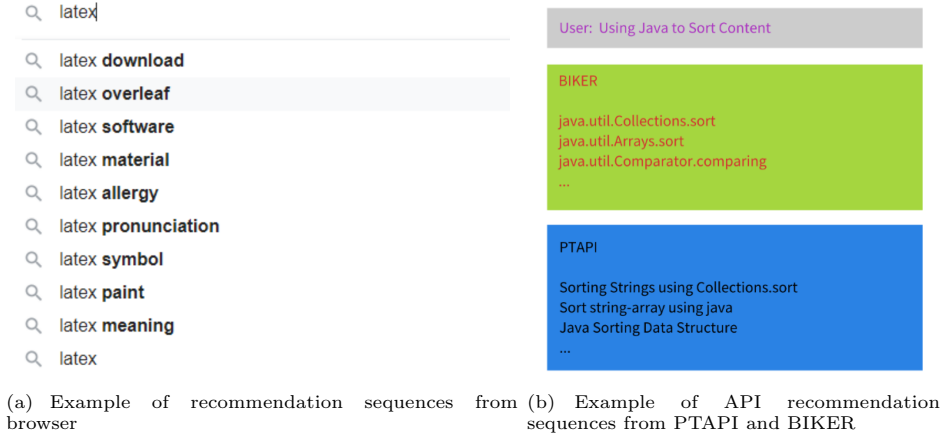 latex
latex download
latex overleaf
latex software
latex material
latex allergy
latex pronunciation
latex symbol
latex paint
latex meaning
latex
(a) Example of recommendation sequences from
browser
User: Using Java to Sort Content
BIKER
java.util.Collections.sort
java.util.Arrays.sort
java.util.Comparator.comparing
...
PTAPI
Sorting Strings using Collections.sort
Sort string-array using java
Java Sorting Data Structure
...
(b) Example of API recommendation
sequences from PTAPI and BIKER